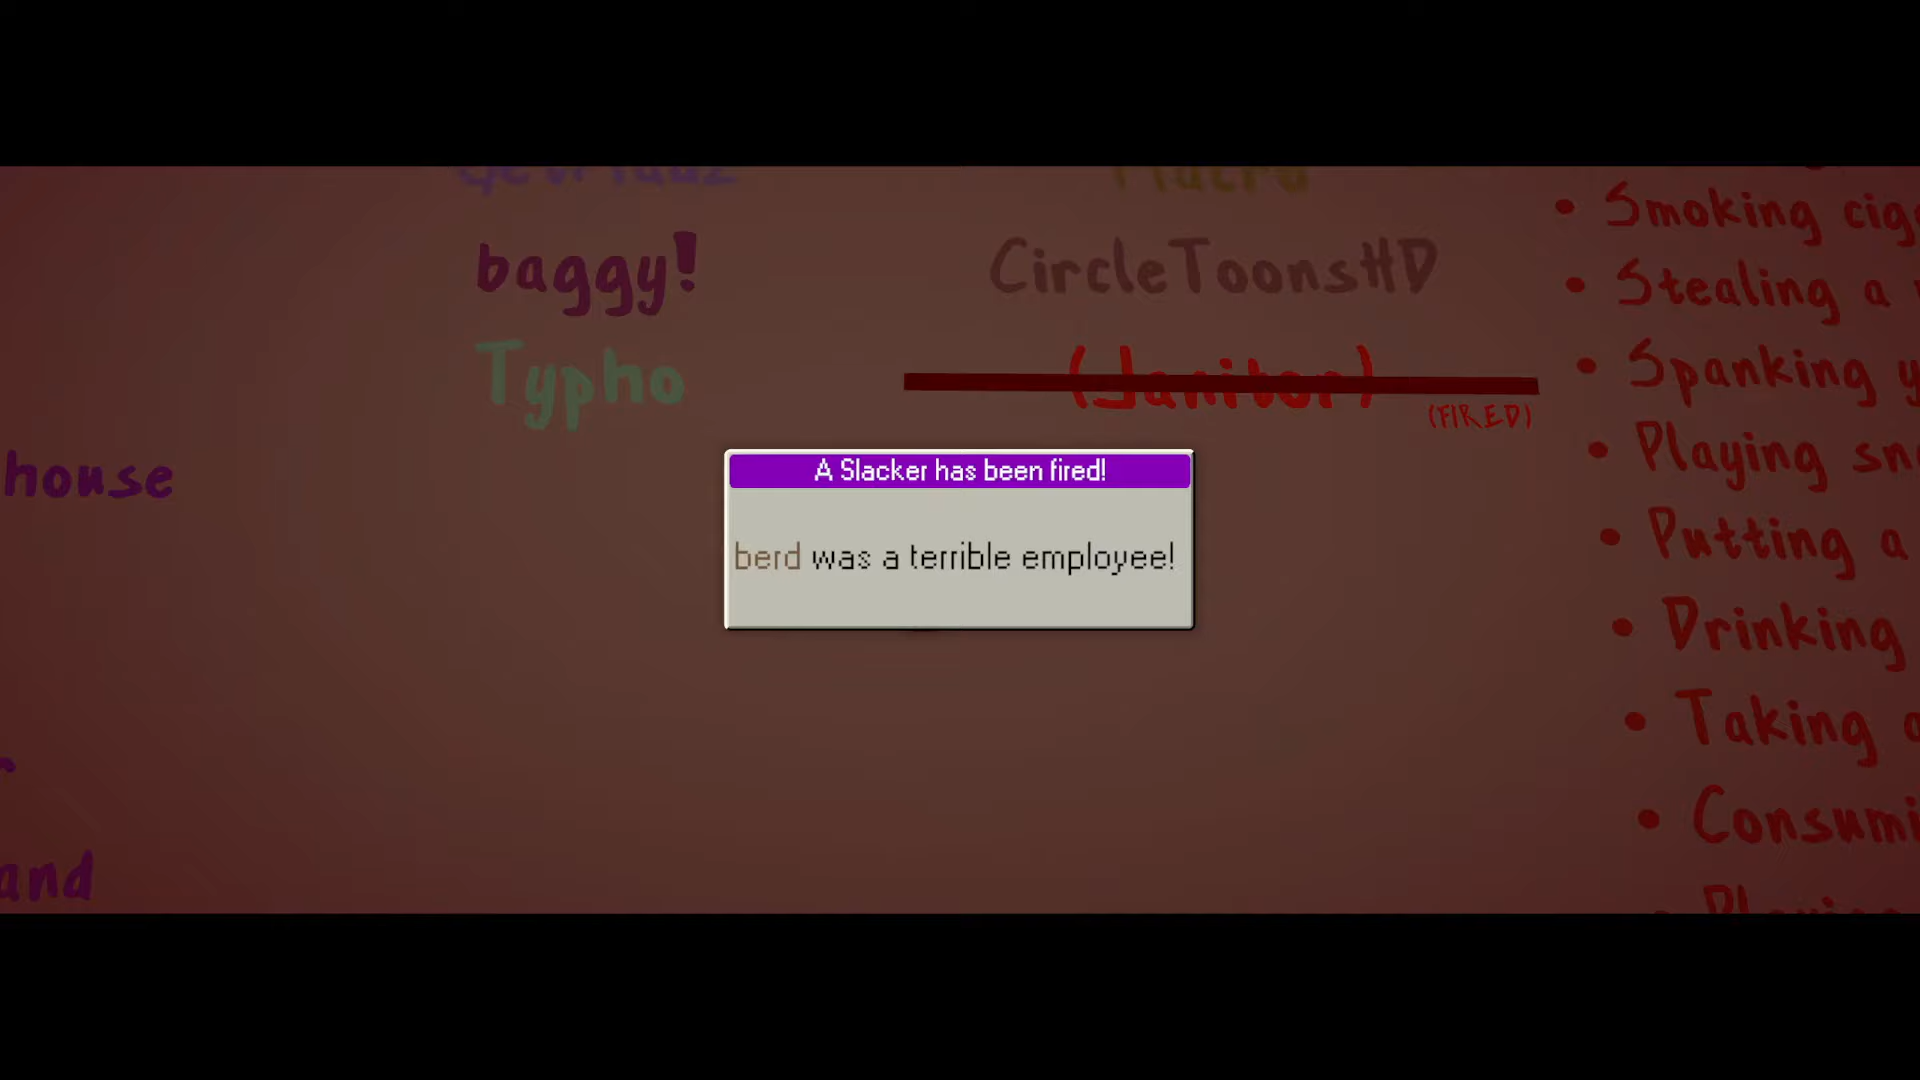 baggy!
CircleToonsHD
Typho
(Janitor)
(FIRED)
house
and
A Slacker has been fired!
berd was a terrible employee!
• Smoking cig
• Stealing a
• Spanking y
• Playing sn
• Putting a
• Drinking
• Taking a
• Consumi